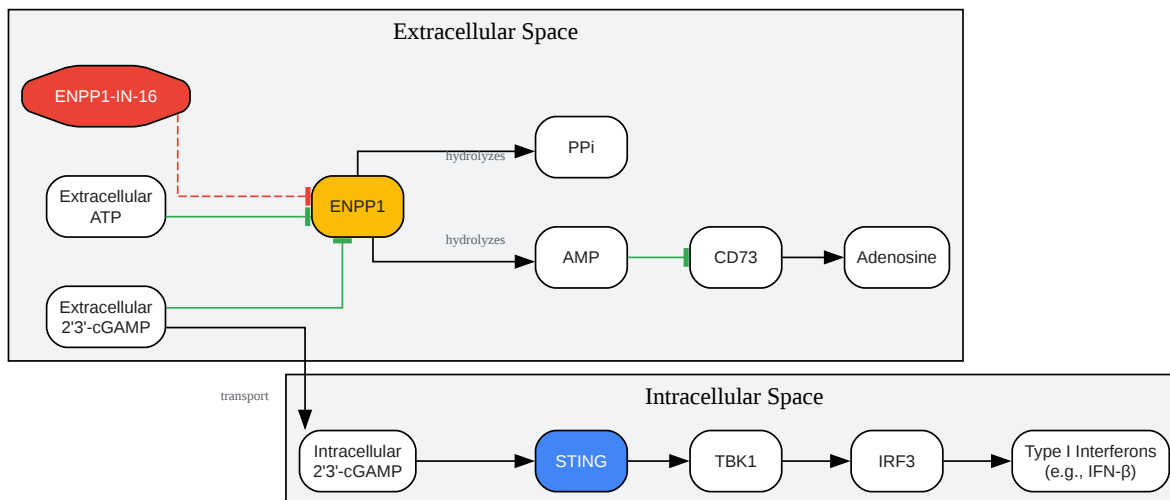 Extracellular Space
ENPP1-IN-16
PPi
hydrolyzes
Extracellular
ATP
ENPP1
hydrolyzes
AMP
CD73
Adenosine
Extracellular
2'3'-cGAMP
transport
Intracellular Space
Intracellular
2'3'-cGAMP
STING
TBK1
IRF3
Type I Interferons
(e.g., IFN-β)